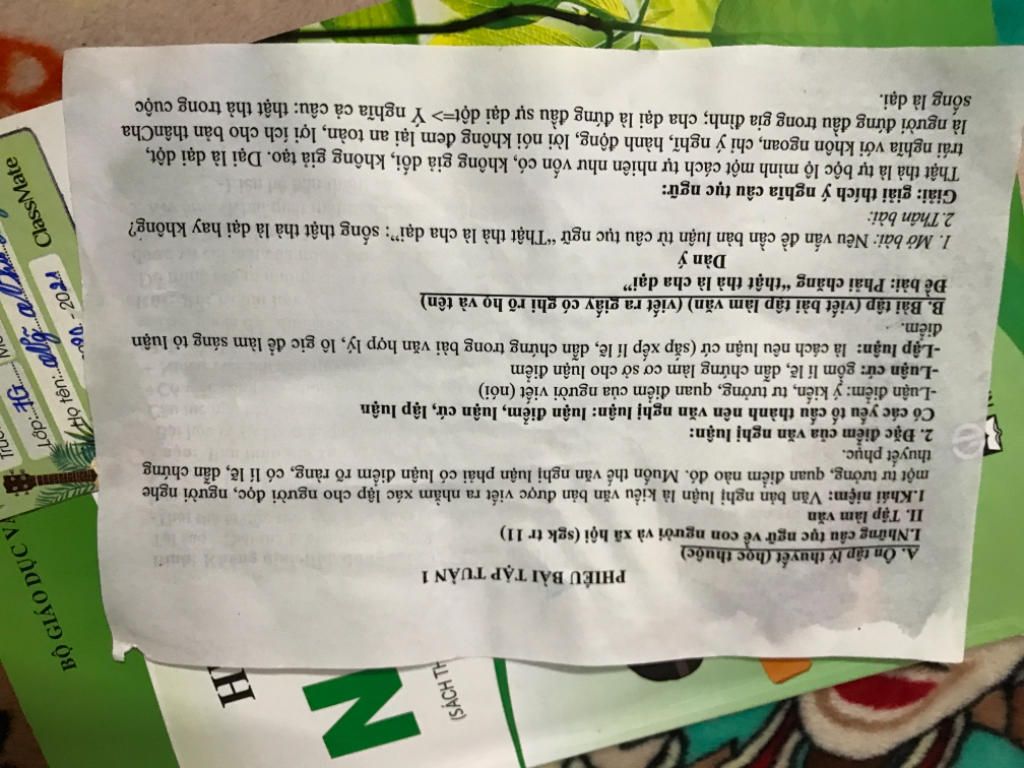 PHIẾU BÀI TẬP TUẦN 1
A. Ôn tập lý thuyết (học thuộc)
I.Những câu tục ngữ về con người và xã hội (sgk tr 11)
II. Tập làm văn
1.Khái niệm: Văn bản nghị luận là kiểu văn bản được viết ra nhằm xác lập cho người đọc, người nghe
một tư tưởng, quan điểm nào đó. Muốn thế văn nghị luận phải có luận điểm rõ ràng, có lí lẽ, dẫn chứng
thuyết phục.
2. Đặc điểm của văn nghị luận:
Có các yếu tố cấu thành nên văn nghị luận: luận điểm, luận cứ, lập luận
-Luận điểm: ý kiến, tư tưởng, quan điểm của người viết (nói)
-Luận cứ: gồm lí lẽ, dẫn chứng làm cơ sở cho luận điểm
-Lập luận: là cách nêu luận cứ (sắp xếp lí lẽ, dẫn chứng trong bài văn hợp lý, lô gic để làm sáng tỏ luận
điểm.
B. Bài tập (viết bài tập làm văn) (viết ra giấy có ghi rõ họ và tên)
Đề bài: Phải chăng “thật thà là cha dại”
Dàn ý
1. Mở bài: Nêu vấn đề cần bàn luận từ câu tục ngữ “Thật thà là cha dại”: sống thật thà là dại hay không?
2.Thân bài:
Giải: giải thích ý nghĩa câu tục ngữ:
Thật thà là tự bộc lộ mình một cách tự nhiên như vốn có, không giả dối, không giả tạo. Dại là dại dột,
trái nghĩa với khôn ngoan, chỉ ý nghĩ, hành động, lời nói không đem lại an toàn, lợi ích cho bản thânCha
là người đứng đầu trong gia đình; cha dại là đứng đầu sự dại dột=> Ý nghĩa cả câu: thật thà trong cuộc
sống là dại.
ClassMate
Lớp: 7G
Họ tên:
BỘ GIÁO DỤC VÀ
N
(SÁCH TH